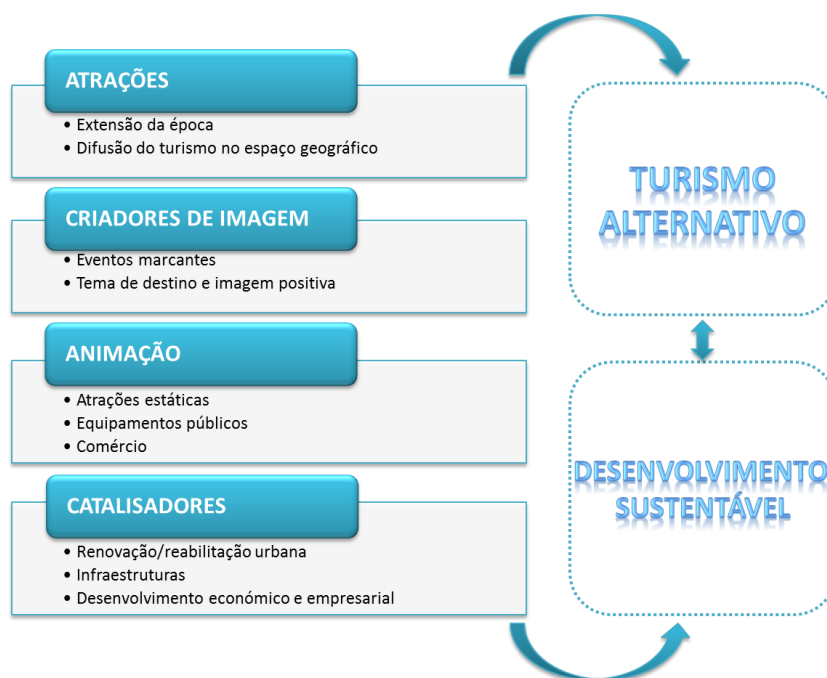 ATRAÇÕES
• Extensão da época
• Difusão do turismo no espaço geográfico
CRIADORES DE IMAGEM
• Eventos marcantes
• Tema de destino e imagem positiva
ANIMAÇÃO
• Atrações estáticas
• Equipamentos públicos
• Comércio
CATALISADORES
• Renovação/reabilitação urbana
• Infraestruturas
• Desenvolvimento económico e empresarial
TURISMO
ALTERNATIVO
DESENVOLVIMENTO
SUSTENTÁVEL